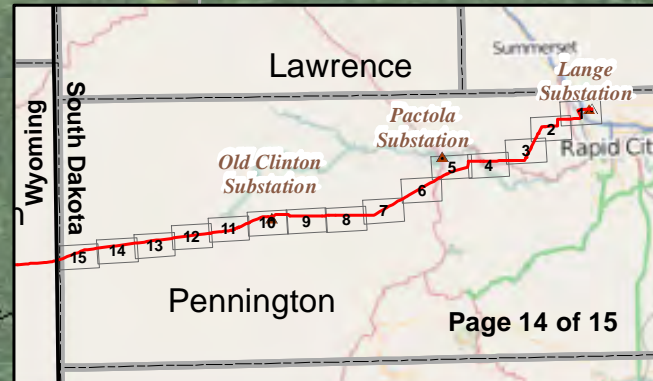 Summerset
Lawrence
Lange
Substation
Wyoming
South Dakota
Pactola
Substation
1
2
Rapid Cit
3
4
5
Old Clinton
Substation
6
7
8
9
10
11
12
13
14
15
Pennington
Page 14 of 15